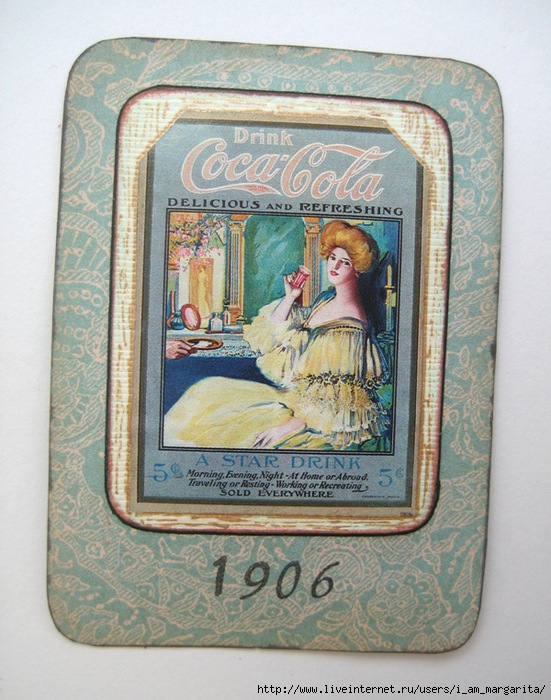 Drink
Coca-Cola
DELICIOUS AND REFRESHING
A STAR DRINK
5¢ Morning, Evening, Night - At Home or Abroad. 5¢
Traveling or Resting - Working or Recreating
SOLD EVERYWHERE
1906
http://www.liveinternet.ru/users/i_am_margarita/